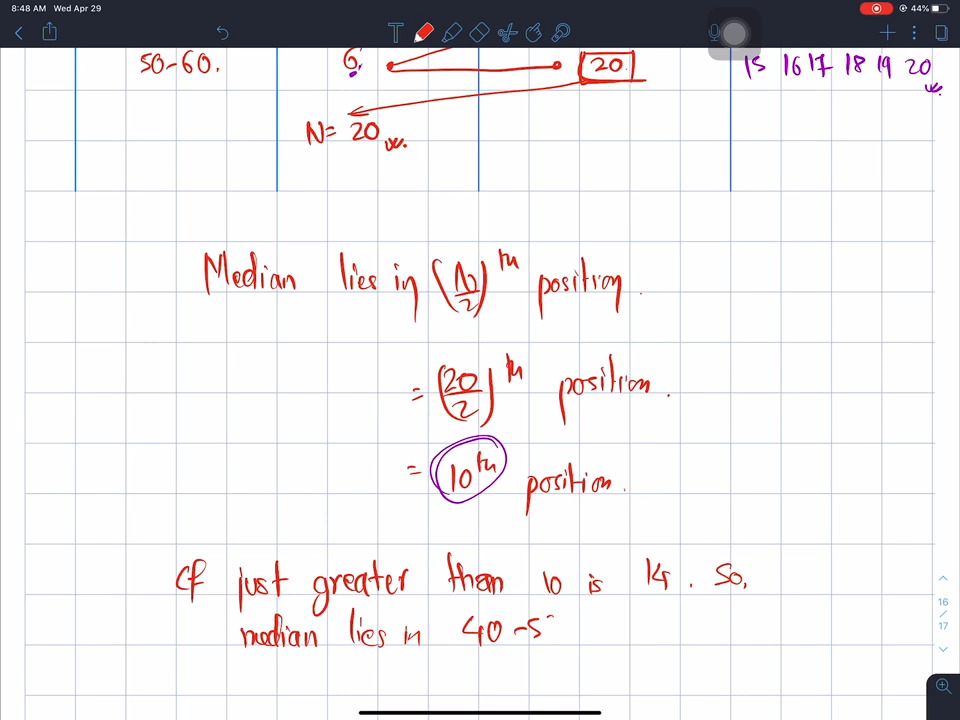 8:48 AM Wed Apr 29
44%
50-60. 6. 20 15 16 17 18 19 20
N= 20
Median lies in (N/2)th position.
= (20/2)th position.
= 10th position.
Cf just greater than 10 is 14. So,
median lies in 40-5
16
/
17